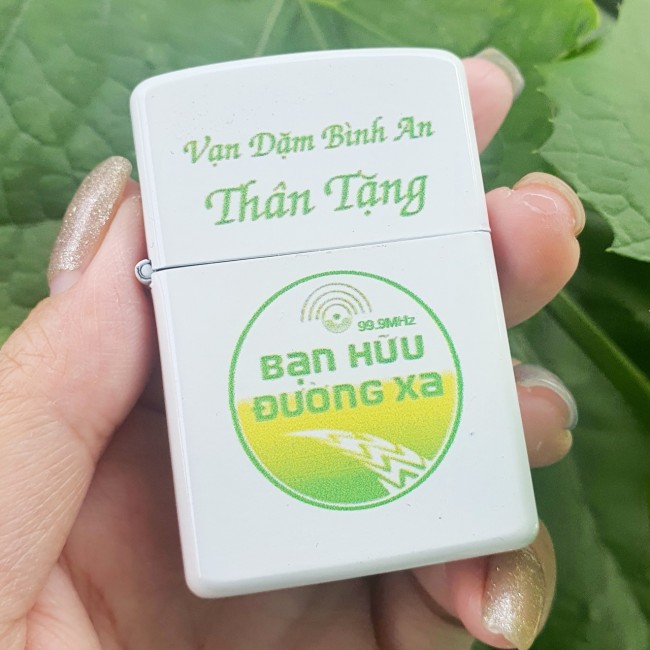 Vạn Dặm Bình An
Thân Tặng
99.9MHz
BẠN HỮU
ĐƯỜNG XA